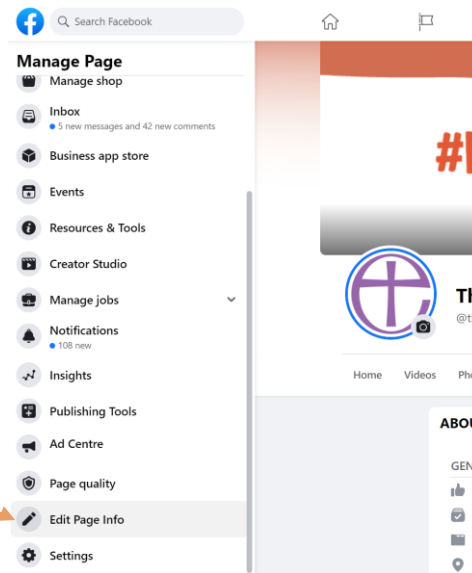 Search Facebook
Manage Page
Manage shop
Inbox
5 new messages and 42 new comments
Business app store
Events
Resources & Tools
Creator Studio
Manage jobs
Notifications
108 new
Insights
Publishing Tools
Ad Centre
Page quality
Edit Page Info
Settings
Home Videos